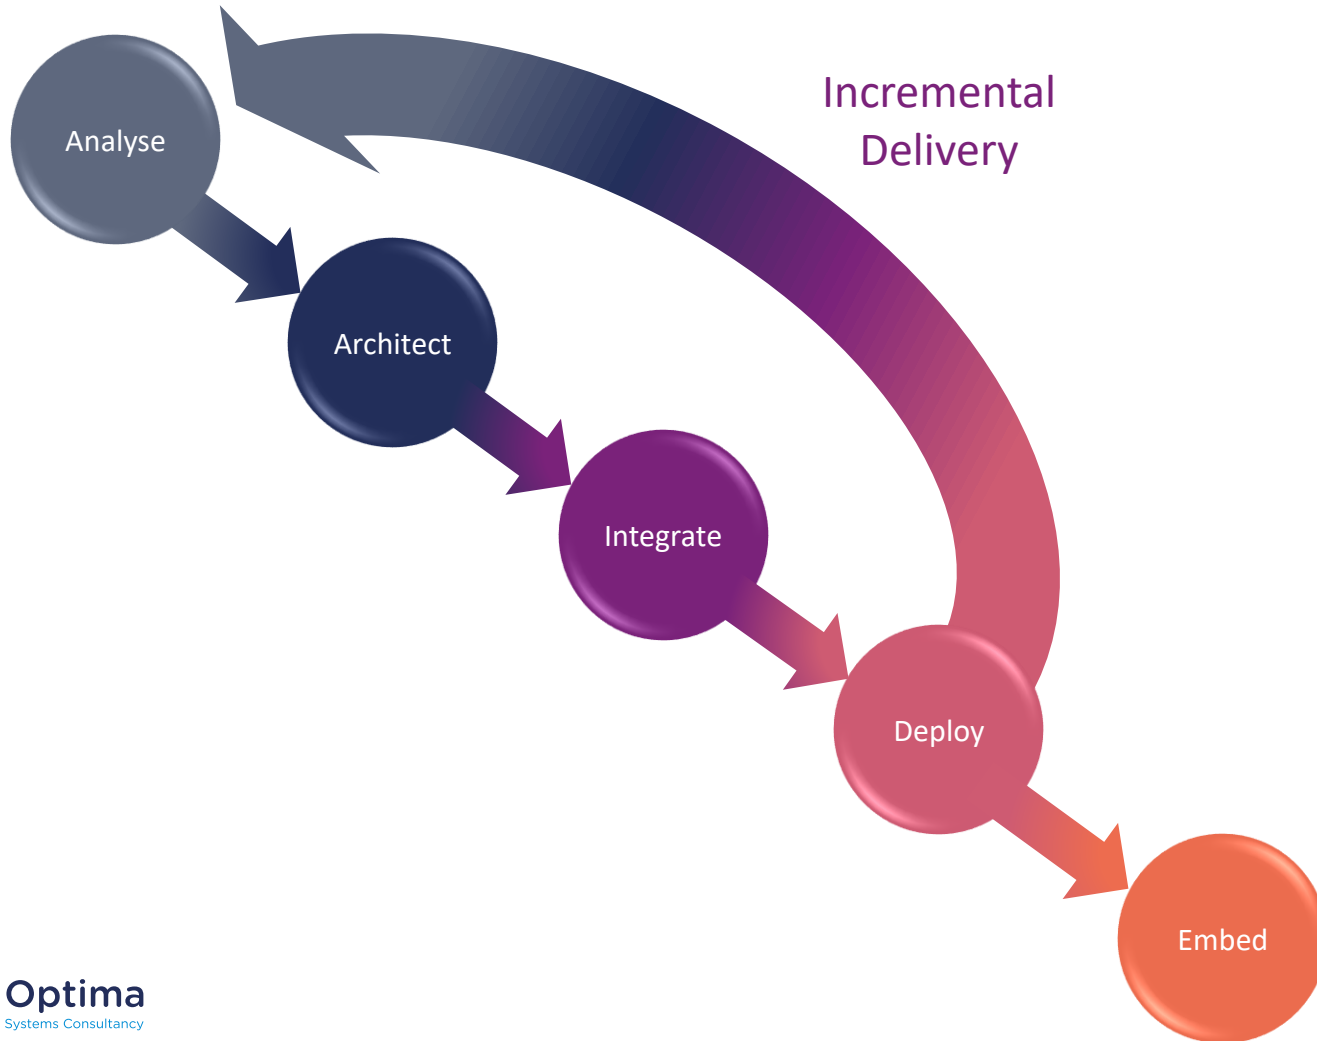 Incremental
Delivery
Analyse
Architect
Integrate
Deploy
Embed
Optima
Systems Consultancy